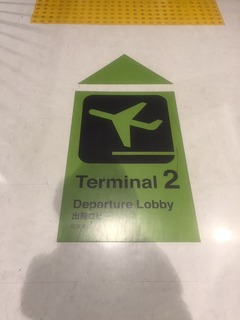 Terminal 2
Departure Lobby
出発ロビー